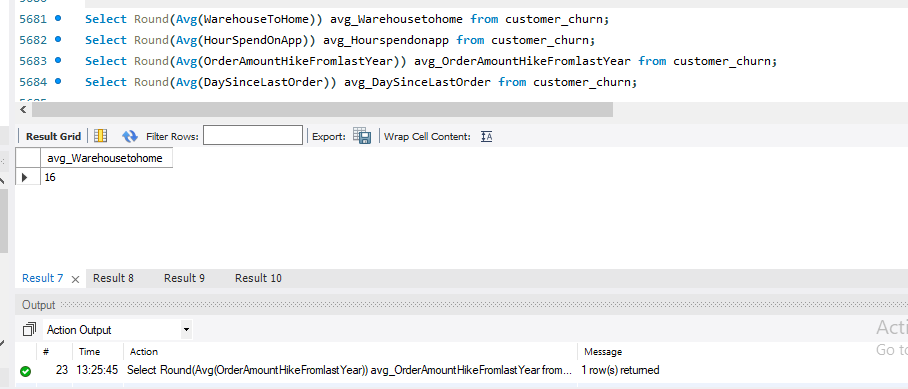 5681 Select Round(Avg(WarehouseToHome)) avg_Warehousetohome from customer_churn;
5682 Select Round(Avg(HourSpendOnApp)) avg_Hourspendonapp from customer_churn;
5683 Select Round(Avg(OrderAmountHikeFromlastYear)) avg_OrderAmountHikeFromlastYear from customer_churn;
5684 Select Round(Avg(DaySinceLastOrder)) avg_DaySinceLastOrder from customer_churn;
Result Grid Filter Rows: Export: Wrap Cell Content:
avg_Warehousetohome
16
Result 7 Result 8 Result 9 Result 10
Output
Action Output
# Time Action Message
23 13:25:45 Select Round(Avg(OrderAmountHikeFromlastYear)) avg_OrderAmountHikeFromlastYear from... 1 row(s) returned
Acti
Go to